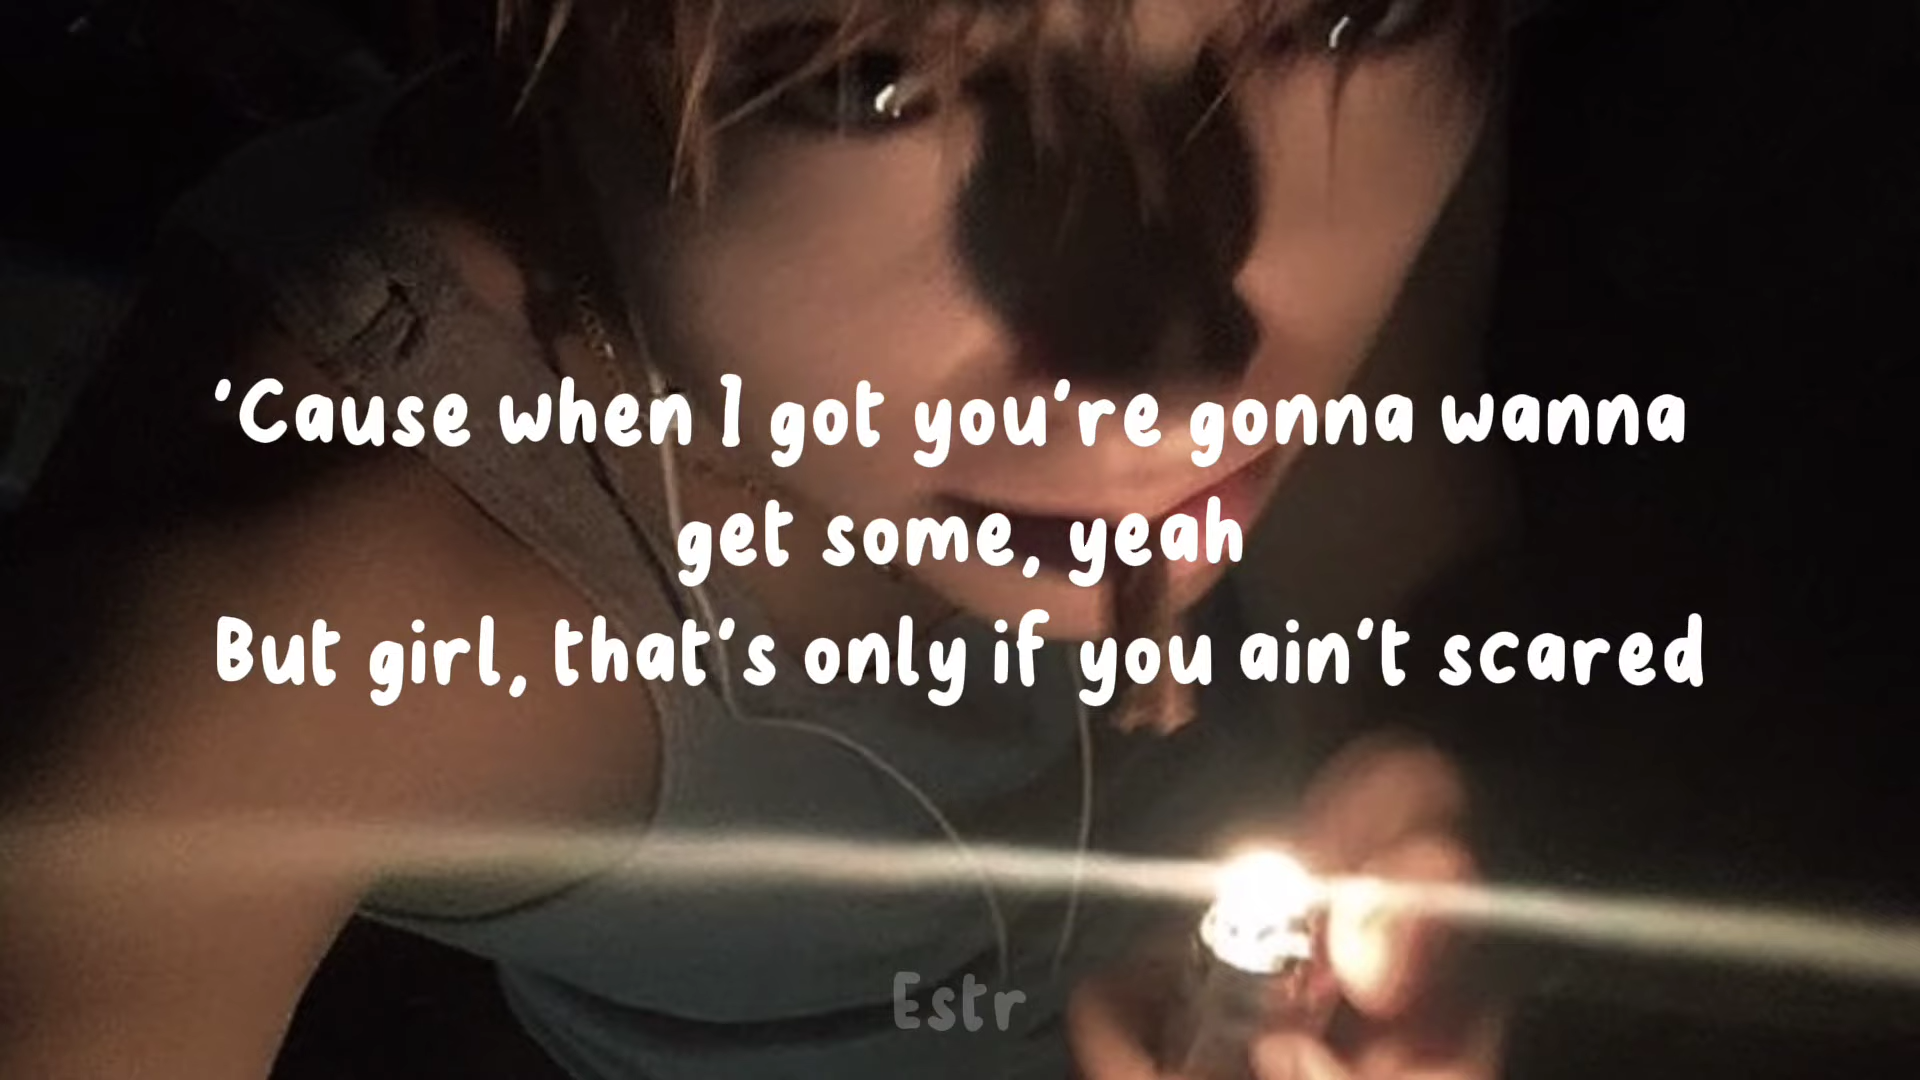 'Cause when I got you're gonna wanna
get some, yeah
But girl, that's only if you ain't scared
Estr